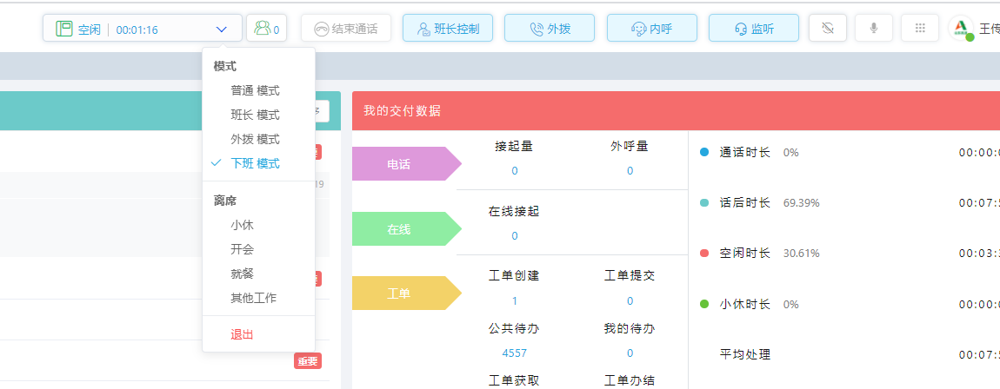 空闲 00:01:16
0
结束通话
班长控制
外拨
内呼
监听
王传
模式
普通 模式
班长 模式
外拨 模式
下班 模式
离席
小休
开会
就餐
其他工作
退出
19
重要
我的交付数据
电话
接起量
外呼量
0
0
在线
在线接起
0
工单
工单创建
工单提交
1
0
公共待办
我的待办
4557
0
工单获取
工单办结
通话时长 0% 00:00:0
话后时长 69.39% 00:07:5
空闲时长 30.61% 00:03:3
小休时长 0% 00:00:0
平均处理 00:07:5